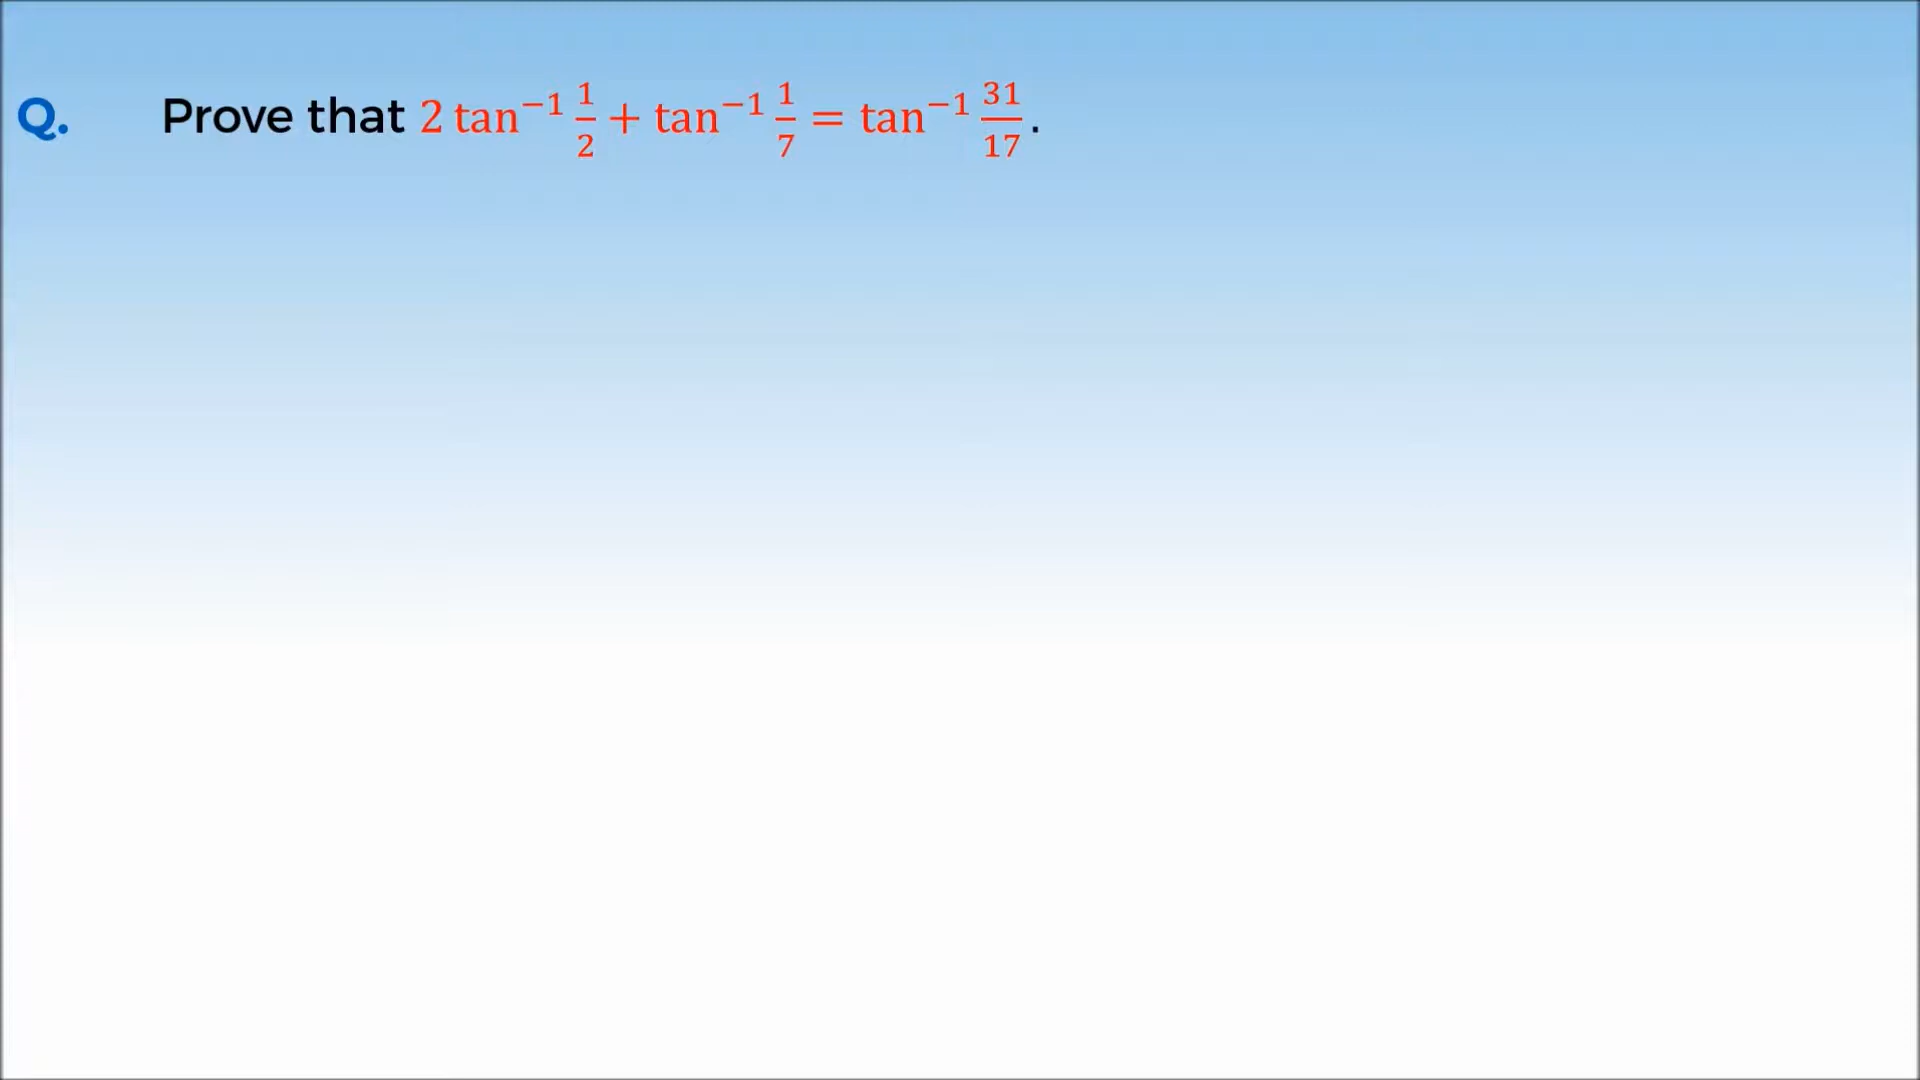 Q. Prove that 2 tan⁻¹ 1/2 + tan⁻¹ 1/7 = tan⁻¹ 31/17.